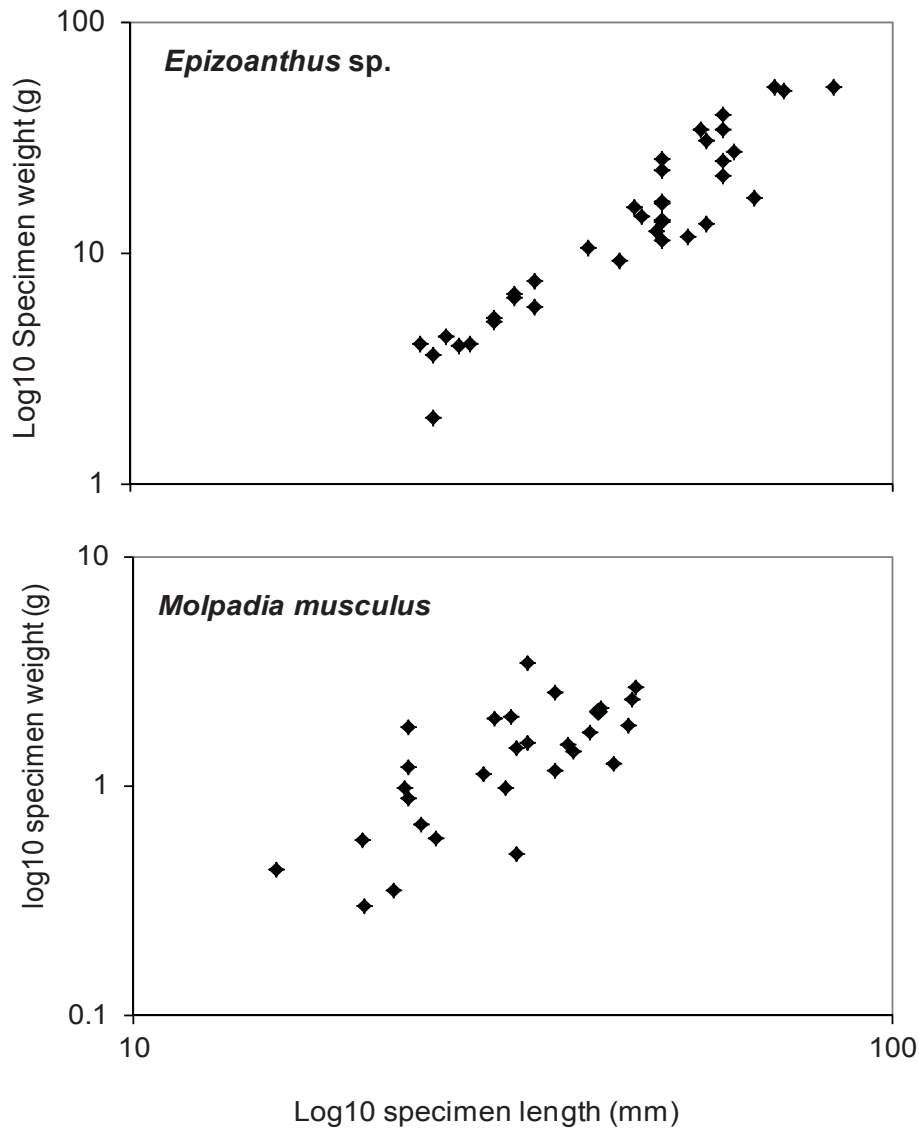 100
Epizoanthus sp.
Log10 Specimen weight (g)
10
1
10
Molpadia musculus
log10 specimen weight (g)
1
0.1
10
100
Log10 specimen length (mm)